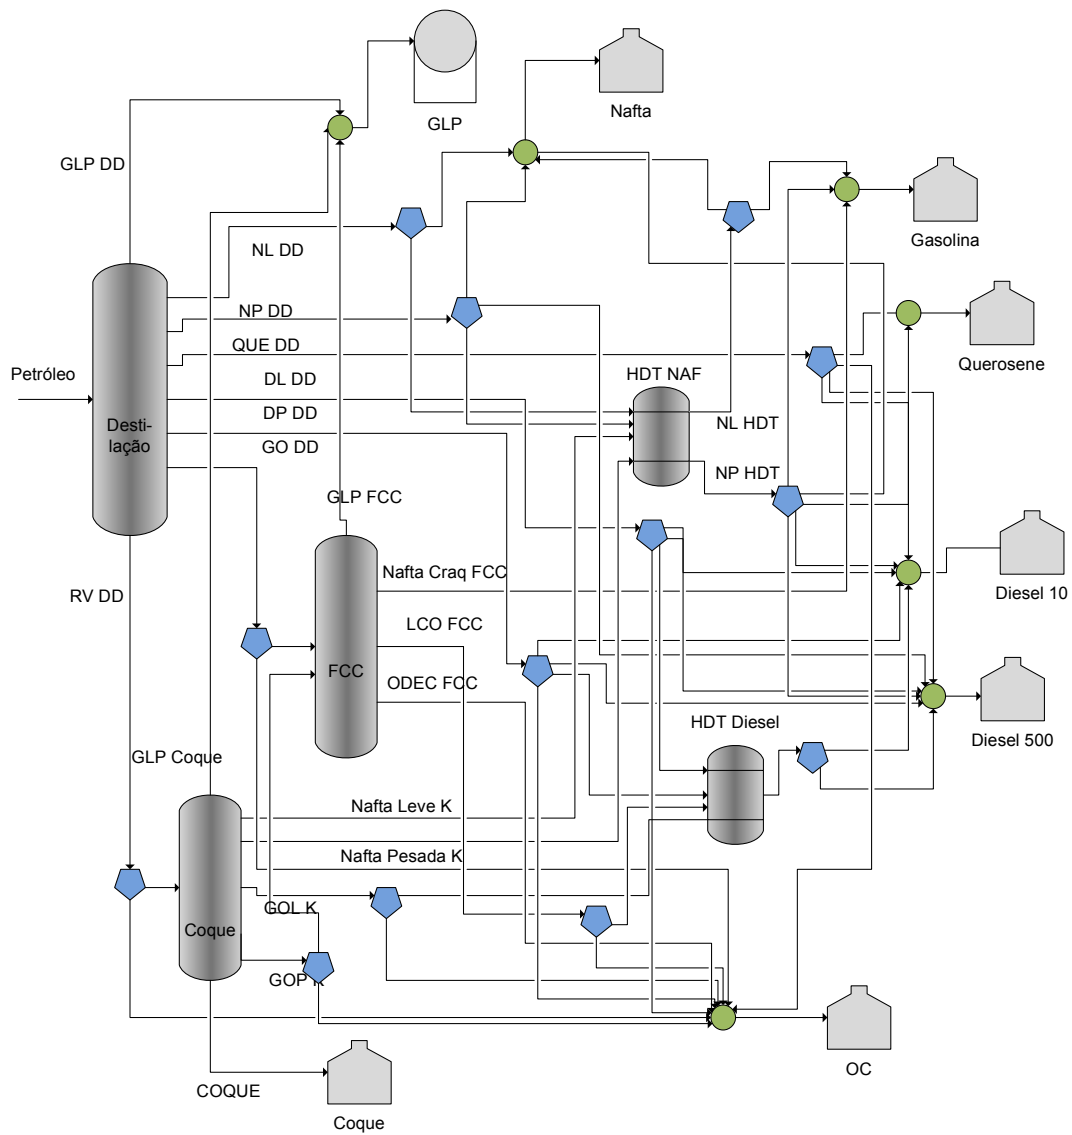 GLP
Nafta
GLP DD
Gasolina
NL DD
NP DD
QUE DD
Querosene
Petróleo
DL DD
HDT NAF
DP DD
NL HDT
Desti-
lação
GO DD
NP HDT
GLP FCC
Nafta Craq FCC
RV DD
Diesel 10
LCO FCC
FCC
ODEC FCC
HDT Diesel
Diesel 500
GLP Coque
Nafta Leve K
Nafta Pesada K
GOL K
Coque
GOP K
OC
COQUE
Coque